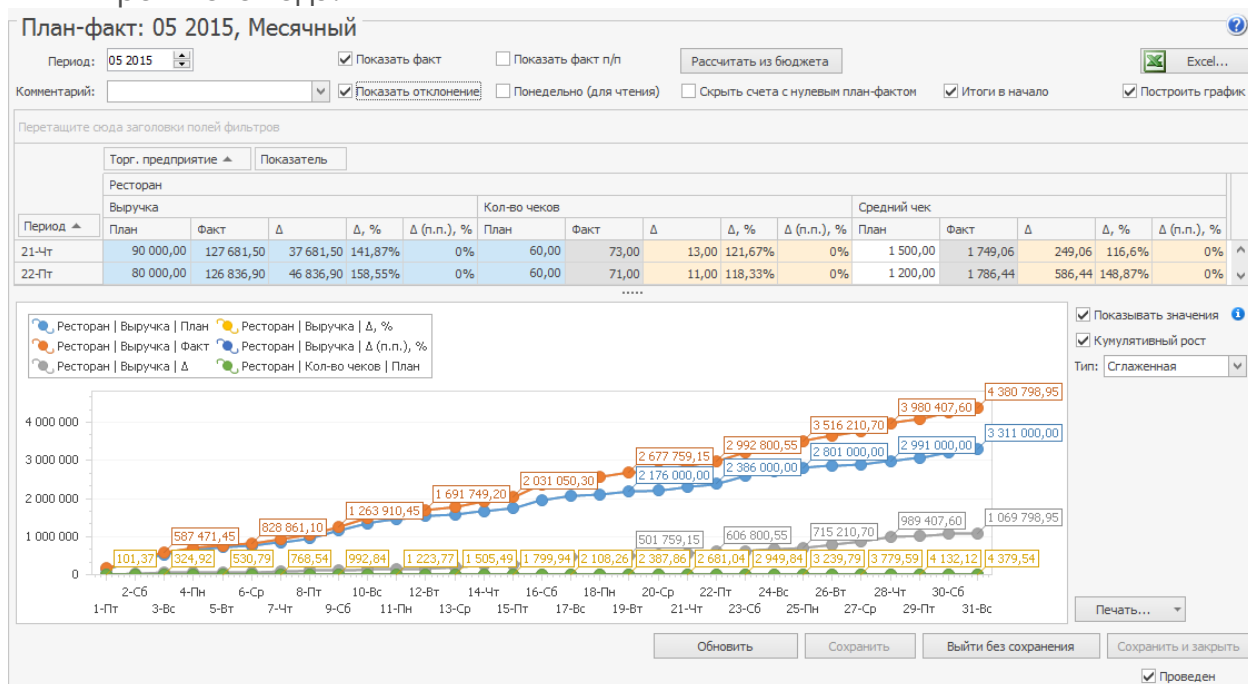 План-факт: 05 2015, Месячный
Период: 05 2015 Показать факт Показать факт п/п Рассчитать из бюджета Excel...
Комментарий: Показать отклонение Понедельно (для чтения) Скрыть счета с нулевым план-фактом Итоги в начало Построить график
Перетащите сюда заголовки полей фильтров
Торг. предприятие Показатель
Ресторан
Выручка Кол-во чеков Средний чек
Период План Факт Δ Δ, % Δ (п.п.), % План Факт Δ Δ, % Δ (п.п.), % План Факт Δ Δ, % Δ (п.п.), %
21-Чт 90 000,00 127 681,50 37 681,50 141,87% 0% 60,00 73,00 13,00 121,67% 0% 1 500,00 1 749,06 249,06 116,6% 0%
22-Пт 80 000,00 126 836,90 46 836,90 158,55% 0% 60,00 71,00 11,00 118,33% 0% 1 200,00 1 786,44 586,44 148,87% 0%
Ресторан | Выручка | План Ресторан | Выручка | Δ, %
Ресторан | Выручка | Факт Ресторан | Выручка | Δ (п.п.), %
Ресторан | Выручка | Δ Ресторан | Кол-во чеков | План
Показывать значения
Кумулятивный рост
Тип: Сглаженная
4 380 798,95
3 980 407,60
4 000 000
3 516 210,70
3 311 000,00
2 992 800,55
2 801 000,00 2 991 000,00
2 677 759,15
3 000 000
2 176 000,00 2 386 000,00
2 031 050,30
1 691 749,20
2 000 000
1 263 910,45
828 861,10
587 471,45
1 000 000
501 759,15 606 800,55 715 210,70 989 407,60 1 069 798,95
101,37 324,92 530,79 768,54 992,84 1 223,77 1 505,49 1 799,94 2 108,26 2 387,86 2 681,04 2 949,84 3 239,79 3 779,59 4 132,12 4 379,54
0
2-Сб 4-Пн 6-Ср 8-Пт 10-Вс 12-Вт 14-Чт 16-Сб 18-Пн 20-Ср 22-Пт 24-Вс 26-Вт 28-Чт 30-Сб
1-Пт 3-Вс 5-Вт 7-Чт 9-Сб 11-Пн 13-Ср 15-Пт 17-Вс 19-Вт 21-Чт 23-Сб 25-Пн 27-Ср 29-Пт 31-Вс
Печать...
Обновить Сохранить Выйти без сохранения Сохранить и закрыть
Проведен